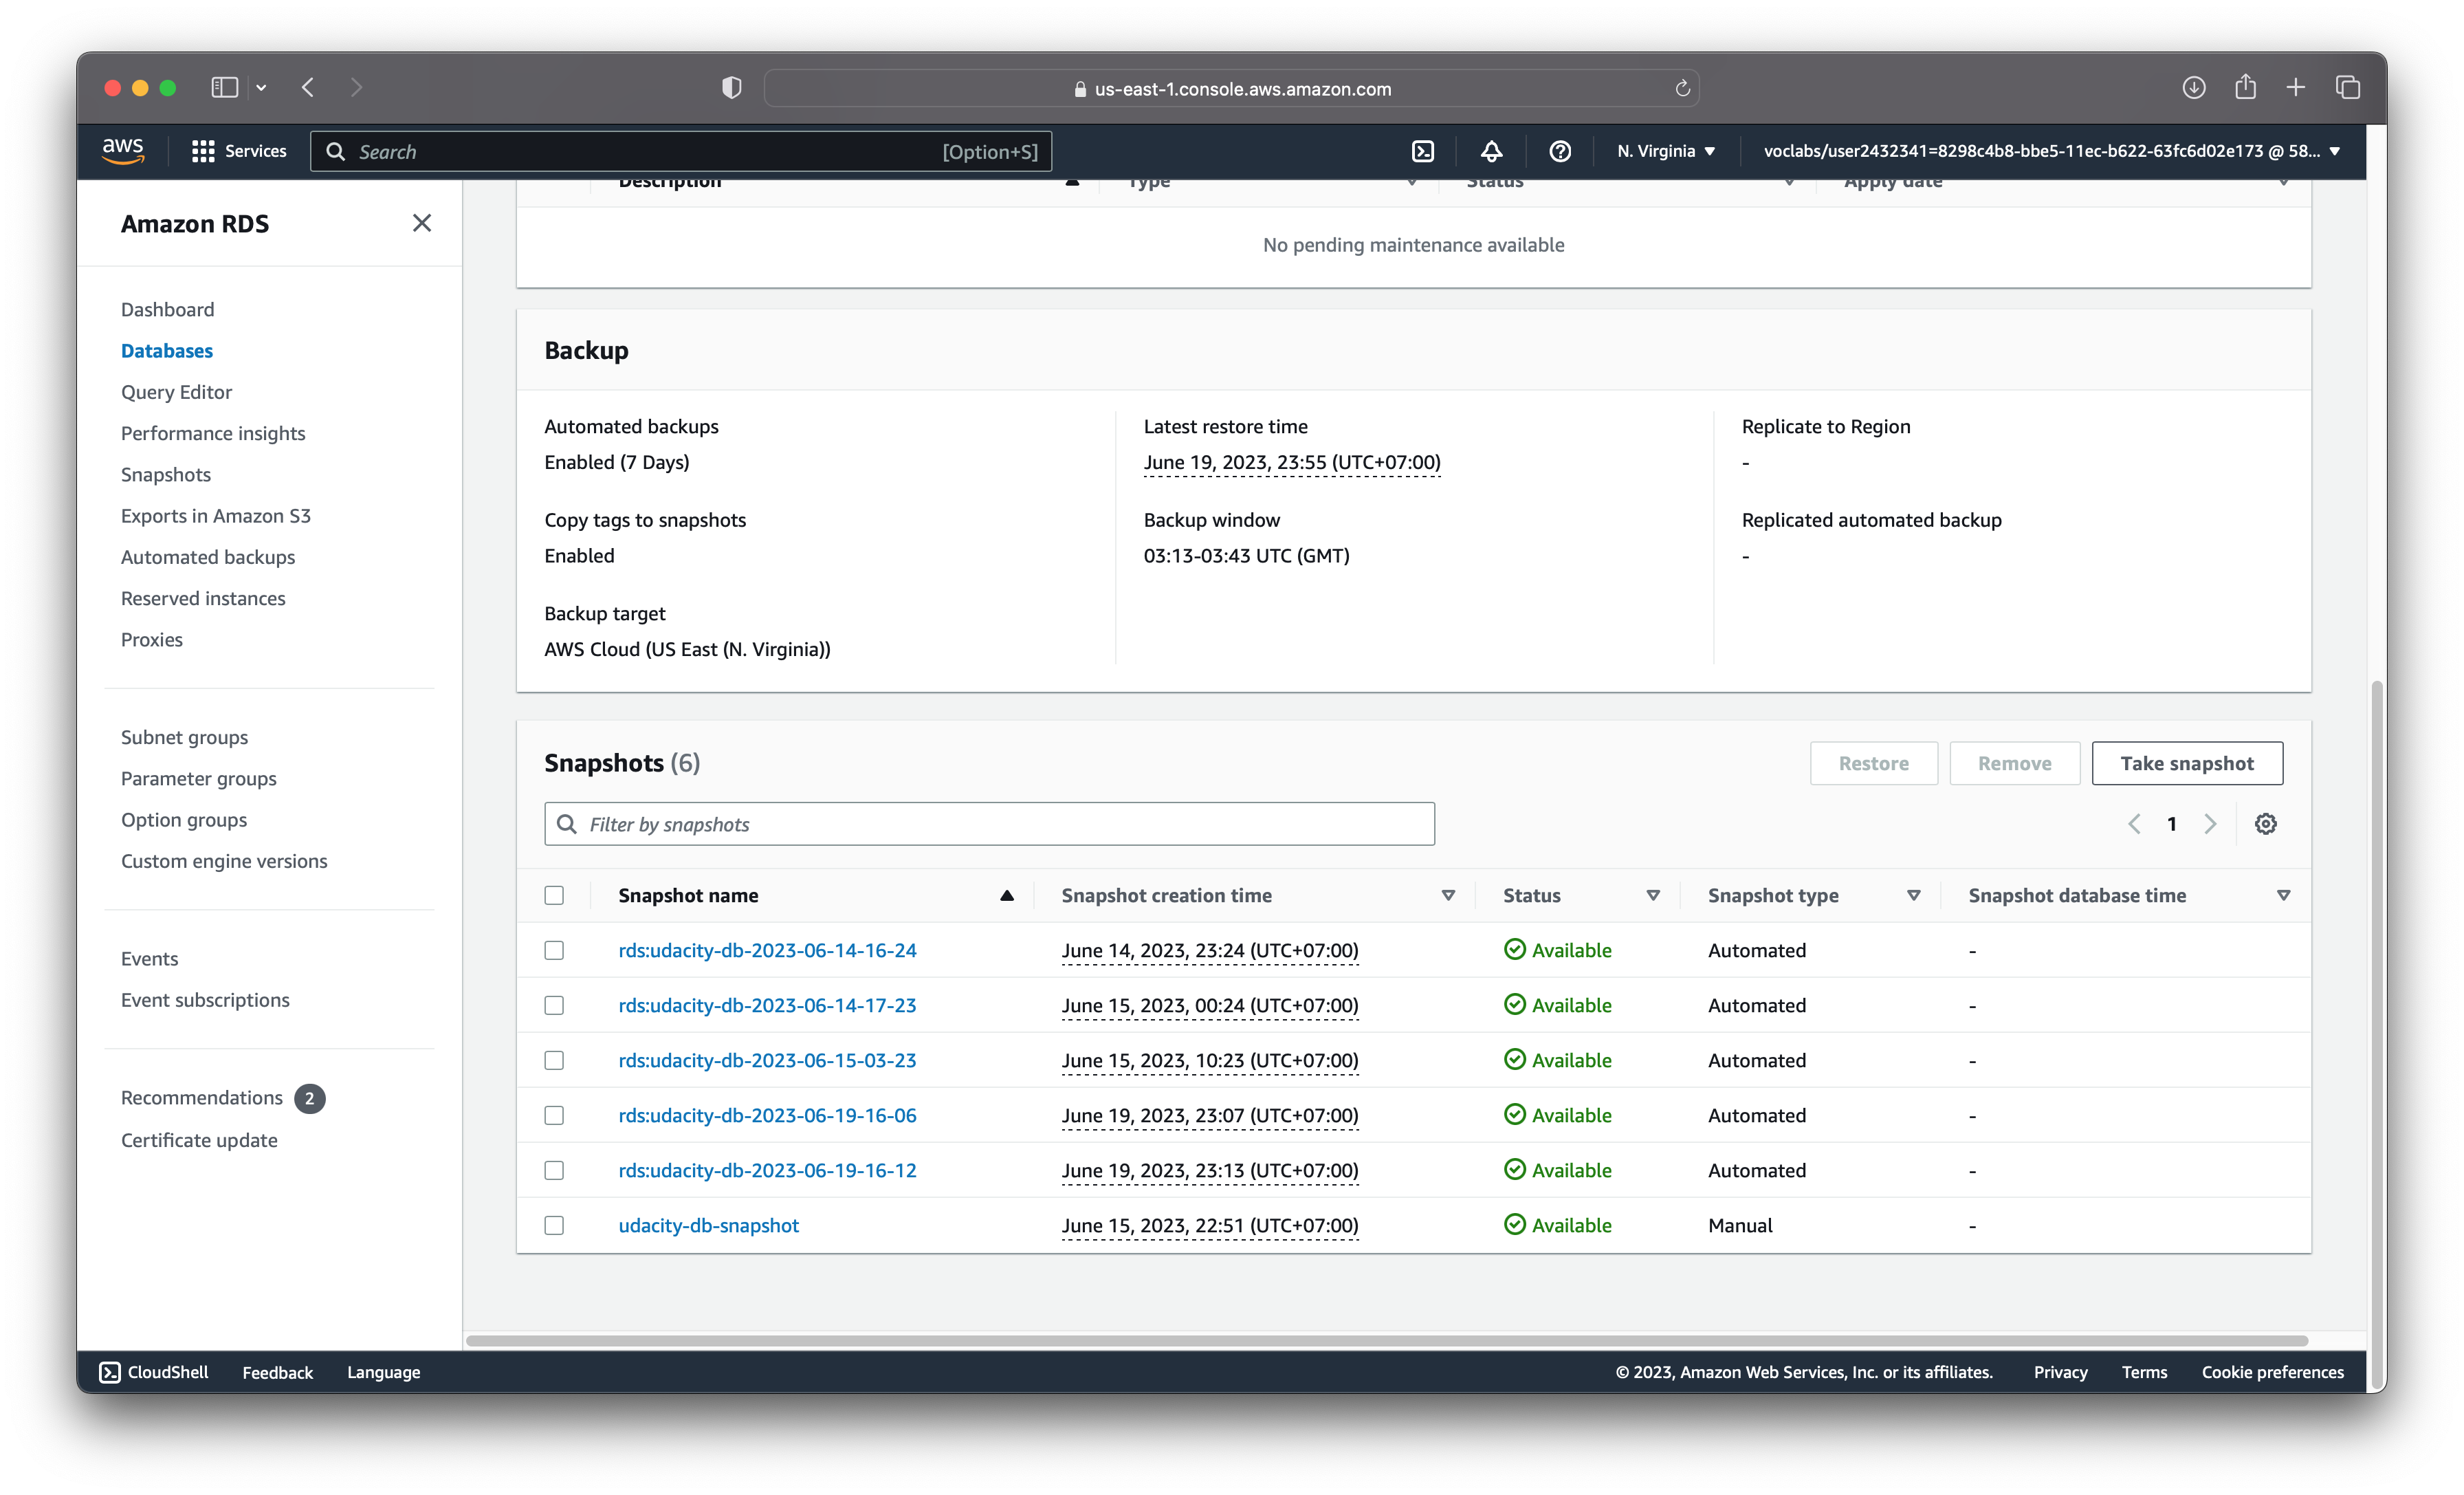 us-east-1.console.aws.amazon.com
aws Services Search [Option+S] N. Virginia voclabs/user2432341=8298c4b8-bbe5-11ec-b622-63fc6d02e173 @ 58...
Description Type Status Apply date
No pending maintenance available
Amazon RDS
Dashboard
Databases
Query Editor
Performance insights
Snapshots
Exports in Amazon S3
Automated backups
Reserved instances
Proxies
Subnet groups
Parameter groups
Option groups
Custom engine versions
Events
Event subscriptions
Recommendations 2
Certificate update
Backup
Automated backups
Enabled (7 Days)
Copy tags to snapshots
Enabled
Backup target
AWS Cloud (US East (N. Virginia))
Latest restore time
June 19, 2023, 23:55 (UTC+07:00)
Backup window
03:13-03:43 UTC (GMT)
Replicate to Region
-
Replicated automated backup
-
Snapshots (6)
Restore Remove Take snapshot
Filter by snapshots
1
Snapshot name Snapshot creation time Status Snapshot type Snapshot database time
rds:udacity-db-2023-06-14-16-24 June 14, 2023, 23:24 (UTC+07:00) Available Automated -
rds:udacity-db-2023-06-14-17-23 June 15, 2023, 00:24 (UTC+07:00) Available Automated -
rds:udacity-db-2023-06-15-03-23 June 15, 2023, 10:23 (UTC+07:00) Available Automated -
rds:udacity-db-2023-06-19-16-06 June 19, 2023, 23:07 (UTC+07:00) Available Automated -
rds:udacity-db-2023-06-19-16-12 June 19, 2023, 23:13 (UTC+07:00) Available Automated -
udacity-db-snapshot June 15, 2023, 22:51 (UTC+07:00) Available Manual -
CloudShell Feedback Language © 2023, Amazon Web Services, Inc. or its affiliates. Privacy Terms Cookie preferences